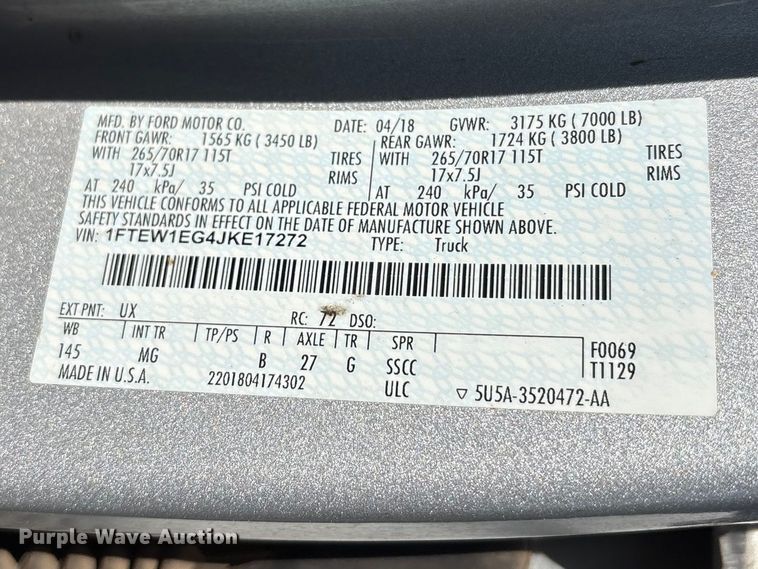 MFD. BY FORD MOTOR CO. DATE: 04/18 GVWR: 3175 KG ( 7000 LB)
FRONT GAWR: 1565 KG ( 3450 LB) REAR GAWR: 1724 KG ( 3800 LB)
WITH 265/70R17 115T TIRES WITH 265/70R17 115T TIRES
17x7.5J RIMS 17x7.5J RIMS
AT 240 kPa/ 35 PSI COLD AT 240 kPa/ 35 PSI COLD
THIS VEHICLE CONFORMS TO ALL APPLICABLE FEDERAL MOTOR VEHICLE
SAFETY STANDARDS IN EFFECT ON THE DATE OF MANUFACTURE SHOWN ABOVE.
VIN: 1FTEW1EG4JKE17272 TYPE: Truck
EXT PNT: UX RC: 72 DSO:
WB INT TR TP/PS R AXLE TR SPR F0069
145 MG B 27 G SSCC T1129
MADE IN U.S.A. 2201804174302 ULC ▽ 5U5A-3520472-AA
Purple Wave Auction